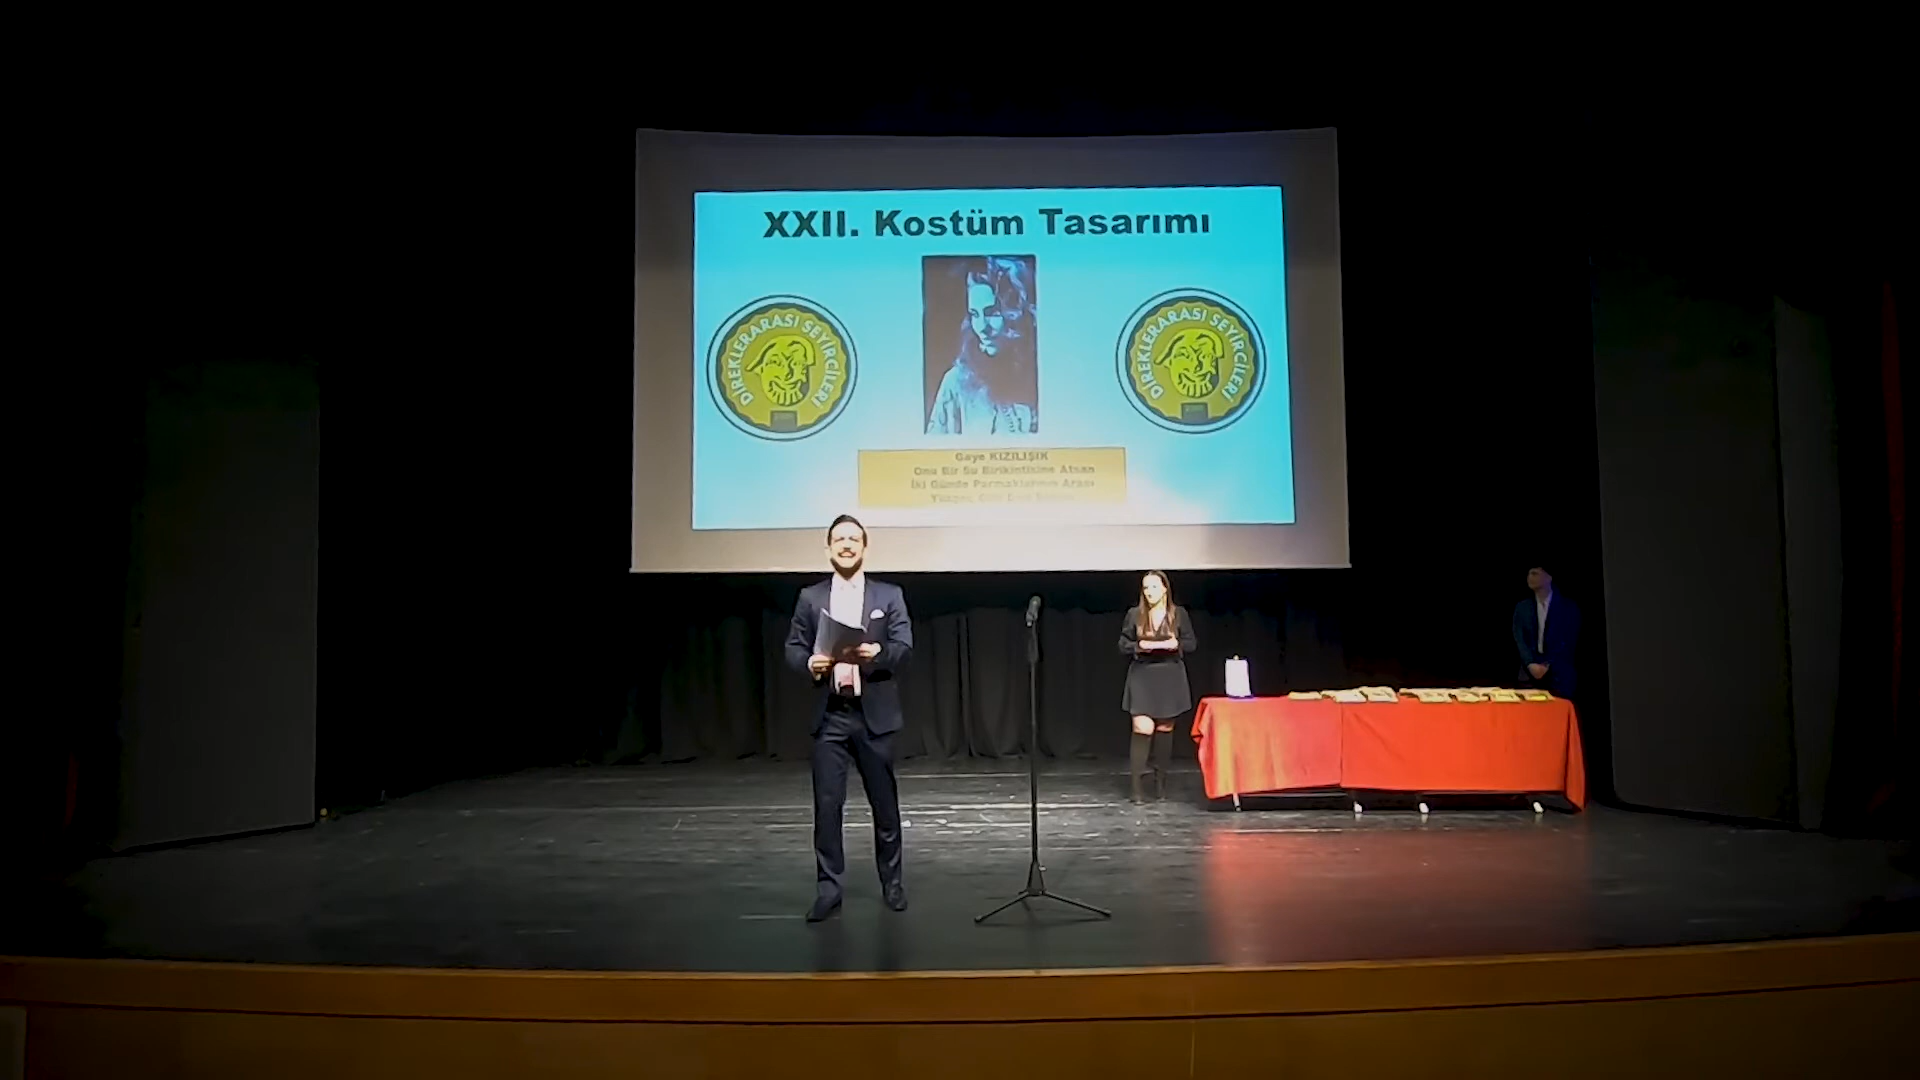 XXII. Kostüm Tasarımı
DİREKLERARASI SEYİRCİLERİ
DİREKLERARASI SEYİRCİLERİ
Gaye KIZILIŞIK
Onu Bir Su Birikintisine Atsan
İki Günde Parmaklarının Arası